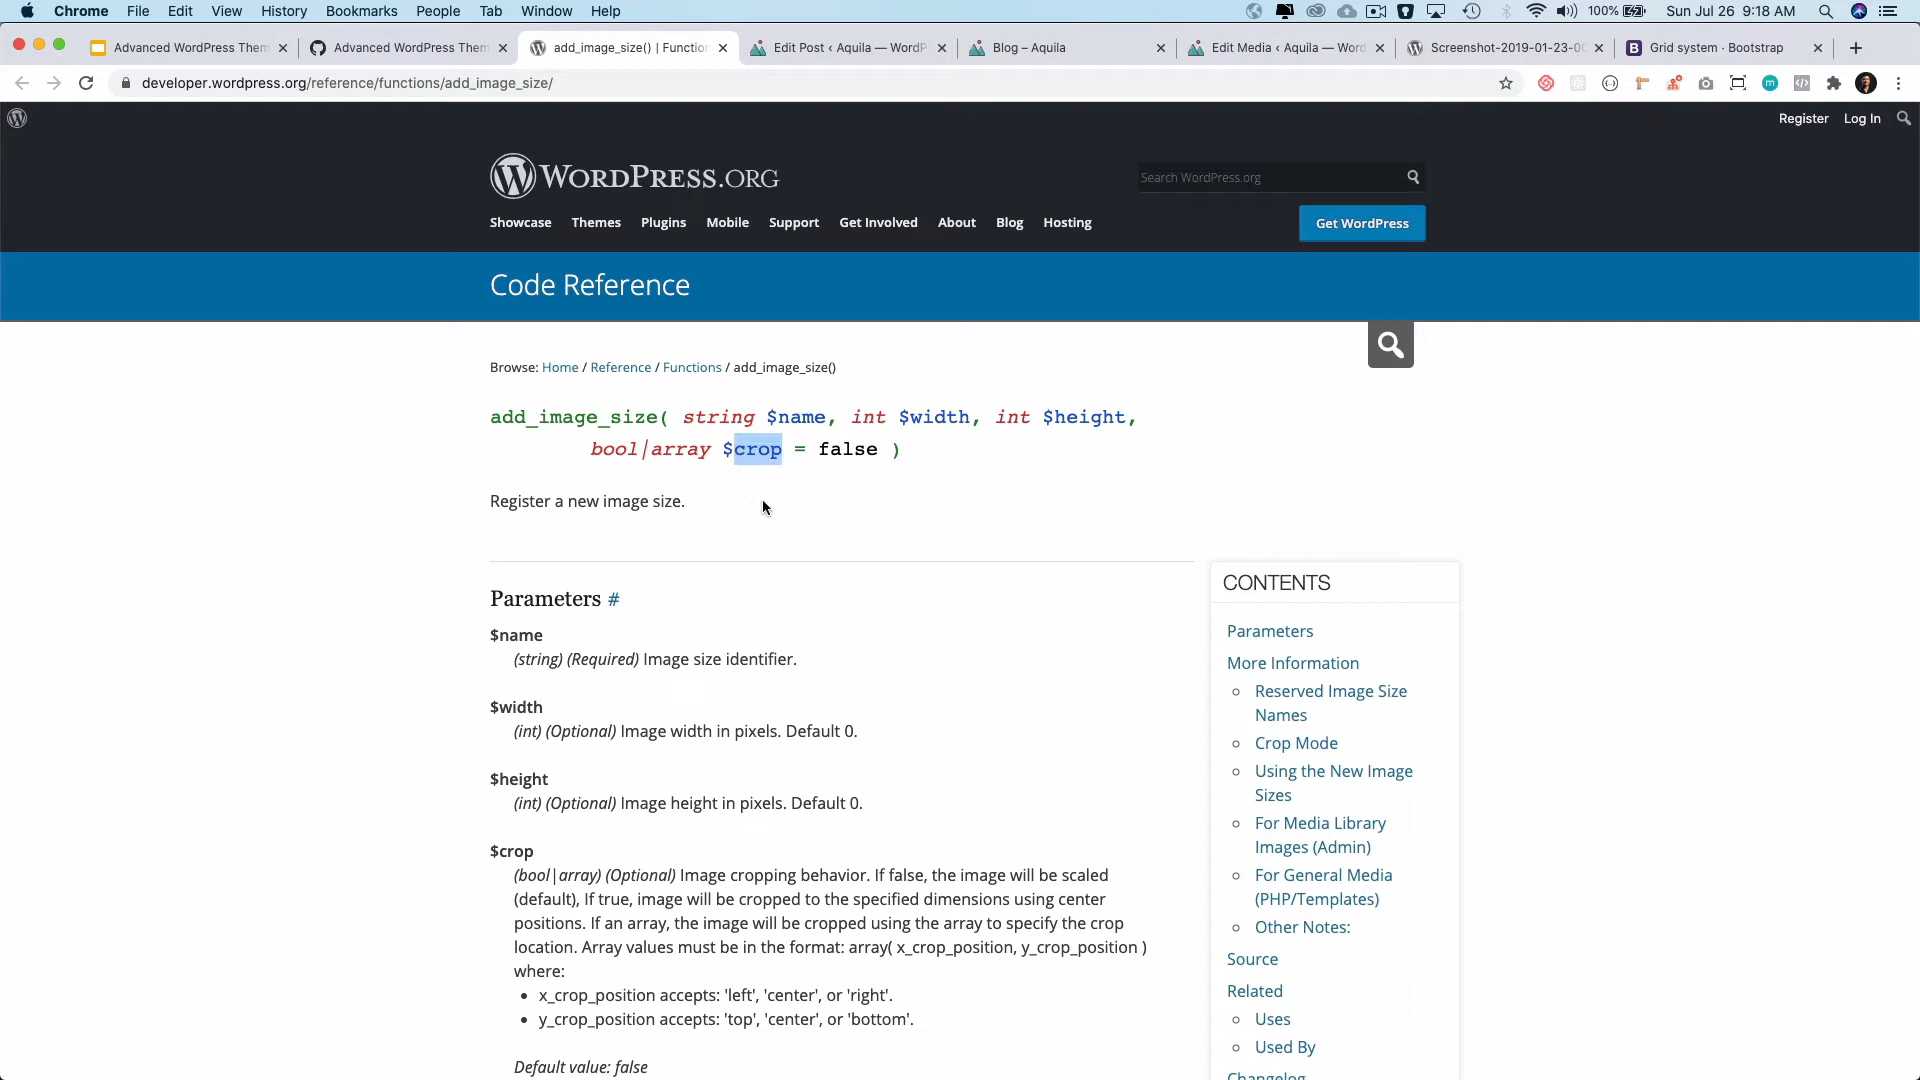 Chrome File Edit View History Bookmarks People Tab Window Help 100% Sun Jul 26 9:18 AM
Advanced WordPress Them Advanced WordPress Them add_image_size() | Function Edit Post ‹ Aquila — WordP Blog – Aquila Edit Media ‹ Aquila — Word Screenshot-2019-01-23-0 Grid system · Bootstrap
developer.wordpress.org/reference/functions/add_image_size/
Register Log In
WORDPRESS.ORG
Search WordPress.org
Showcase Themes Plugins Mobile Support Get Involved About Blog Hosting
Get WordPress
Code Reference
Browse: Home / Reference / Functions / add_image_size()
add_image_size( string $name, int $width, int $height,
bool|array $crop = false )
Register a new image size.
Parameters #
$name
(string) (Required) Image size identifier.
$width
(int) (Optional) Image width in pixels. Default 0.
$height
(int) (Optional) Image height in pixels. Default 0.
$crop
(bool|array) (Optional) Image cropping behavior. If false, the image will be scaled
(default), If true, image will be cropped to the specified dimensions using center
positions. If an array, the image will be cropped using the array to specify the crop
location. Array values must be in the format: array( x_crop_position, y_crop_position )
where:
• x_crop_position accepts: 'left', 'center', or 'right'.
• y_crop_position accepts: 'top', 'center', or 'bottom'.
Default value: false
CONTENTS
Parameters
More Information
Reserved Image Size
Names
Crop Mode
Using the New Image
Sizes
For Media Library
Images (Admin)
For General Media
(PHP/Templates)
Other Notes:
Source
Related
Uses
Used By
Changelog